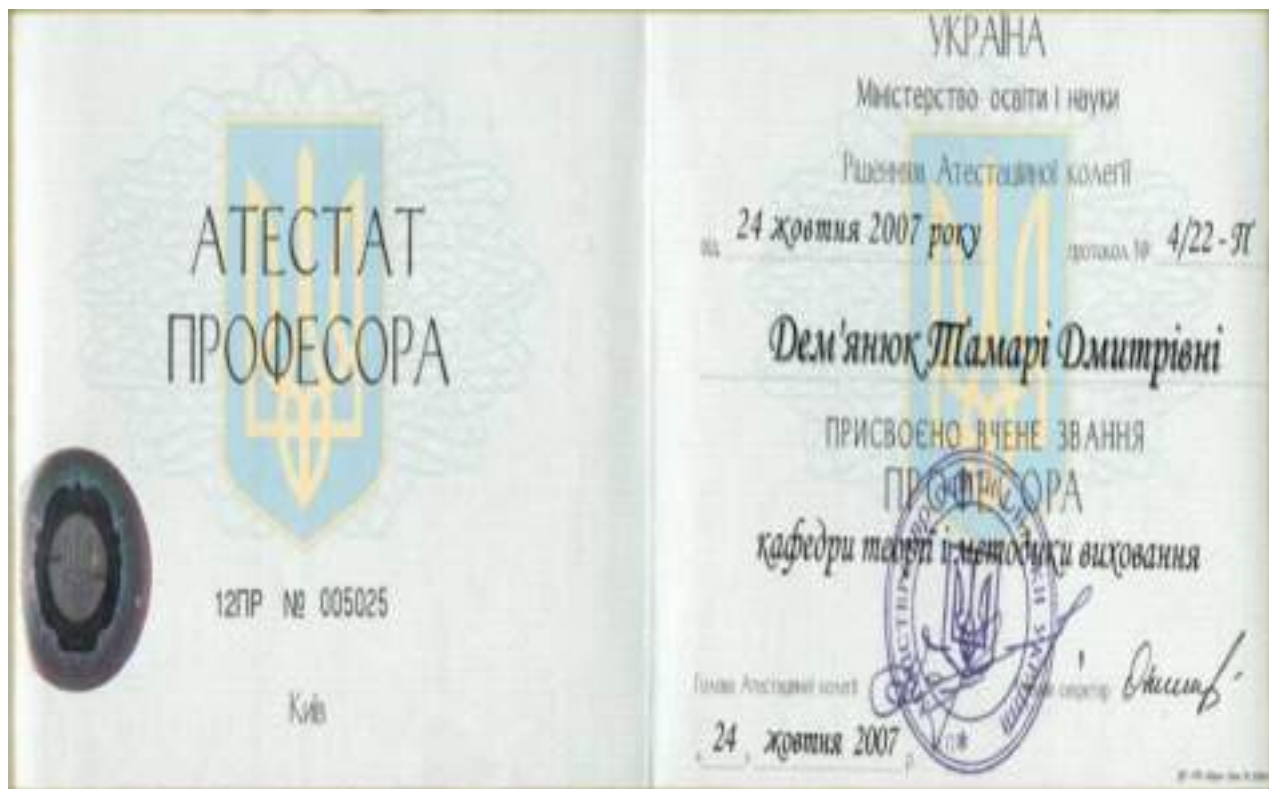 АТЕСТАТ
ПРОФЕСОРА
12ПР № 005025
Київ
УКРАЇНА
Міністерство освіти і науки
Рішенням Атестаційної колегії
від 24 жовтня 2007 року протокол № 4/22-П
Дем'янюк Тамарі Дмитрівні
ПРИСВОЄНО ВЧЕНЕ ЗВАННЯ
ПРОФЕСОРА
кафедри теорії і методики виховання
Голова Атестаційної колегії секретар
" 24 " жовтня 2007 р.